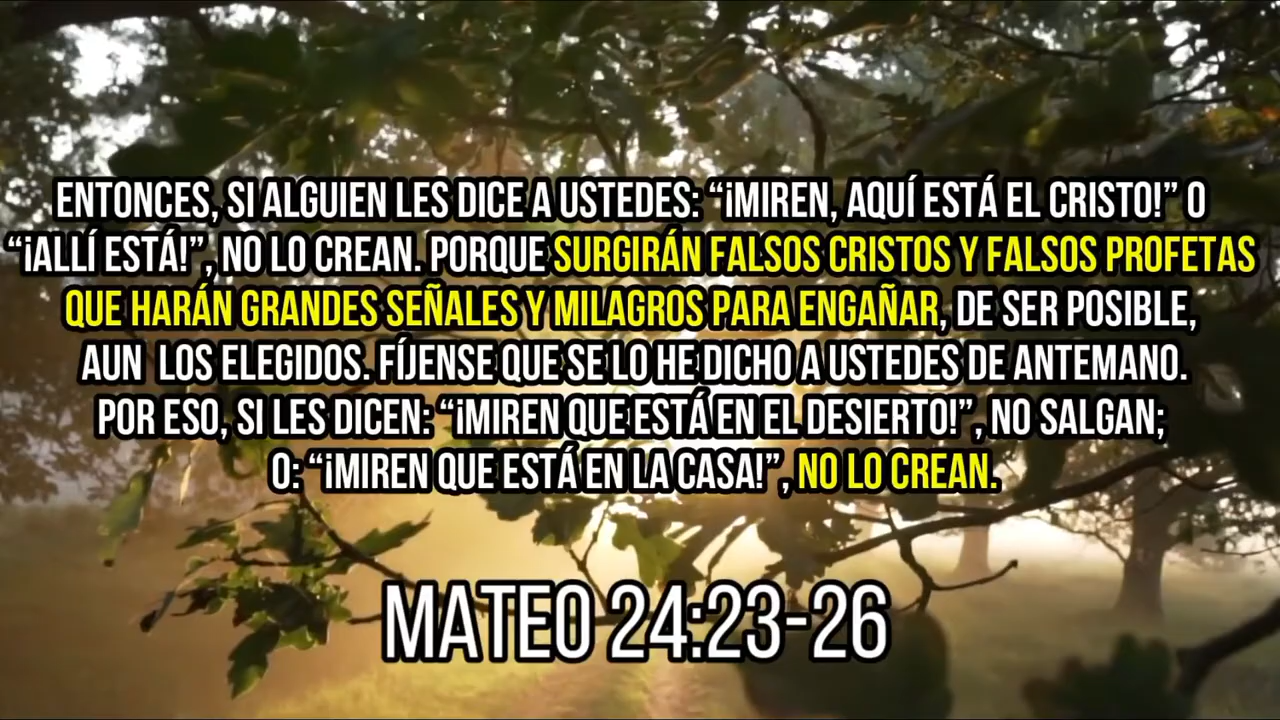 ENTONCES, SI ALGUIEN LES DICE A USTEDES: “¡MIREN, AQUÍ ESTÁ EL CRISTO!” O
“¡ALLÍ ESTÁ!”, NO LO CREAN. PORQUE SURGIRÁN FALSOS CRISTOS Y FALSOS PROFETAS
QUE HARÁN GRANDES SEÑALES Y MILAGROS PARA ENGAÑAR, DE SER POSIBLE,
AUN LOS ELEGIDOS. FÍJENSE QUE SE LO HE DICHO A USTEDES DE ANTEMANO.
POR ESO, SI LES DICEN: “¡MIREN QUE ESTÁ EN EL DESIERTO!”, NO SALGAN;
O: “¡MIREN QUE ESTÁ EN LA CASA!”, NO LO CREAN.
MATEO 24:23-26